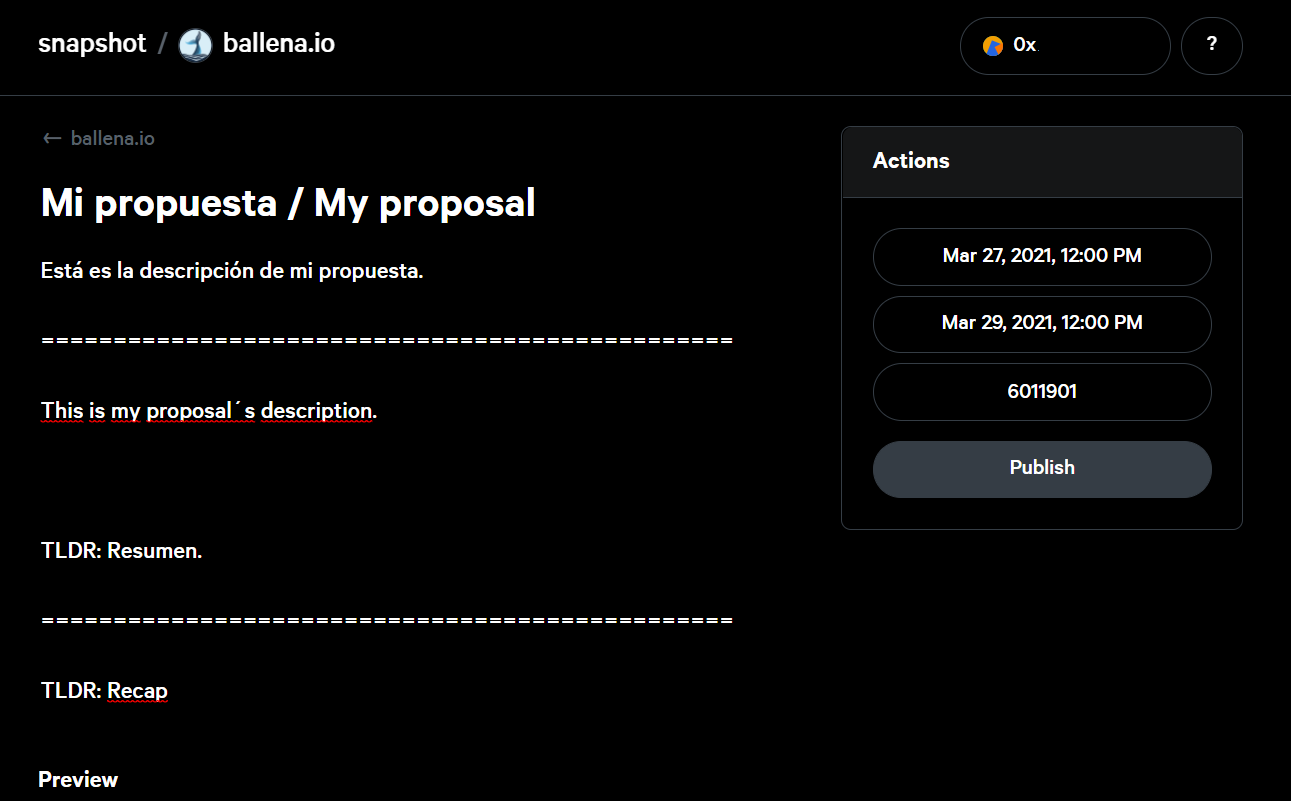 snapshot / ballena.io
0x
?
← ballena.io
Mi propuesta / My proposal
Está es la descripción de mi propuesta.
================================================
This is my proposal´s description.
TLDR: Resumen.
================================================
TLDR: Recap
Preview
Actions
Mar 27, 2021, 12:00 PM
Mar 29, 2021, 12:00 PM
6011901
Publish